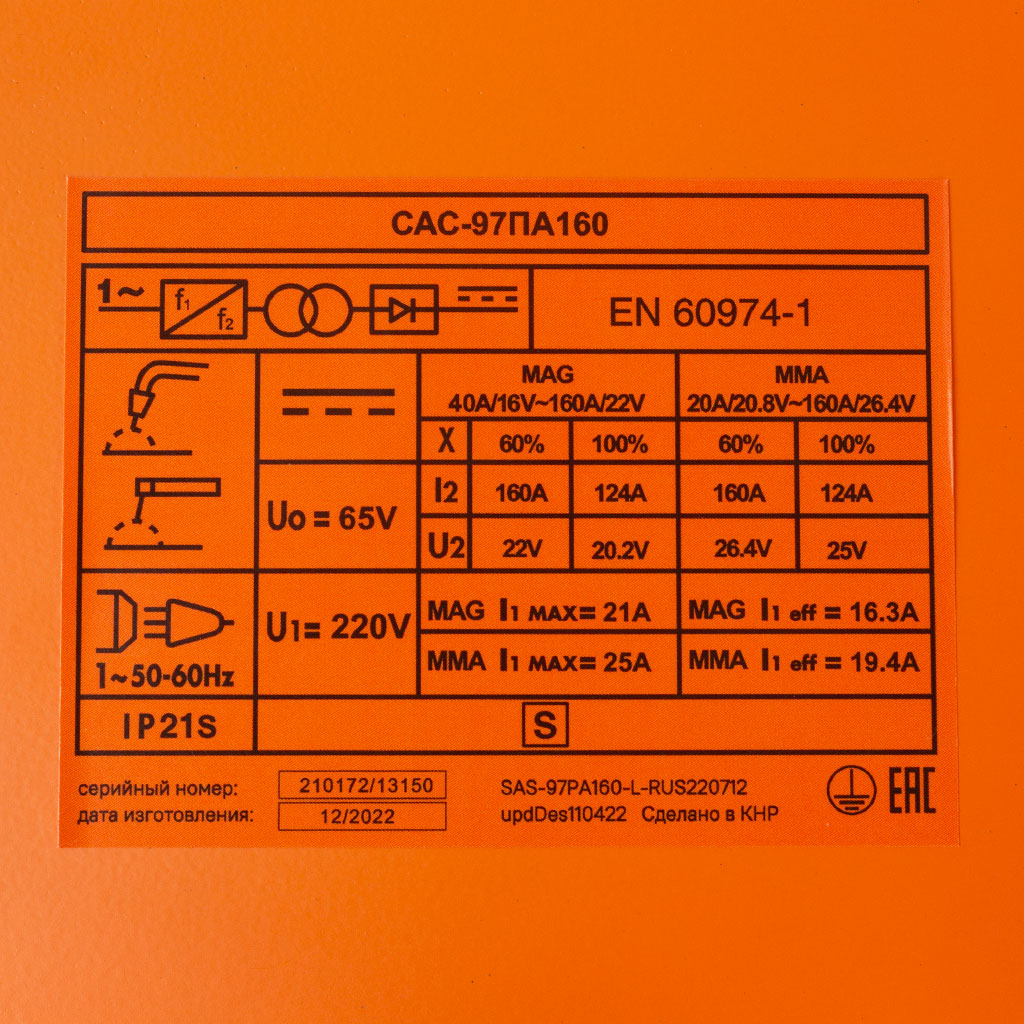 САС-97ПА160
1~ f1 f2
EN 60974-1
MAG
40A/16V~160A/22V
MMA
20A/20.8V~160A/26.4V
X 60% 100% 60% 100%
I2 160A 124A 160A 124A
Uo = 65V
U2 22V 20.2V 26.4V 25V
MAG I1 MAX= 21A MAG I1 eff = 16.3A
U1= 220V
MMA I1 MAX= 25A MMA I1 eff = 19.4A
1~50-60Hz
IP21S S
серийный номер: 210172/13150 SAS-97PA160-L-RUS220712
дата изготовления: 12/2022 updDes110422 Сделано в КНР
EAC